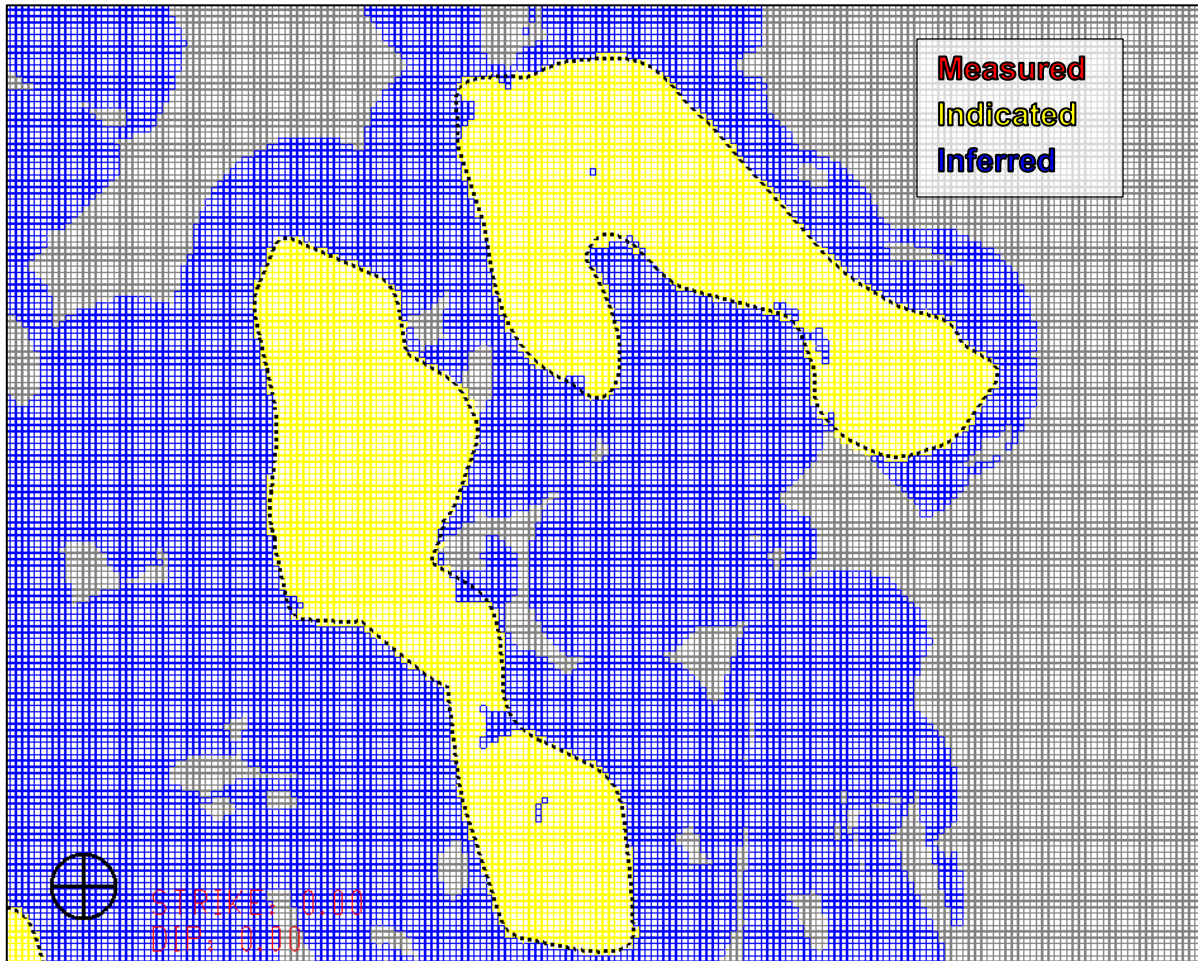 Measured
Indicated
Inferred
STRIKE: 0.00
DIP: 0.00